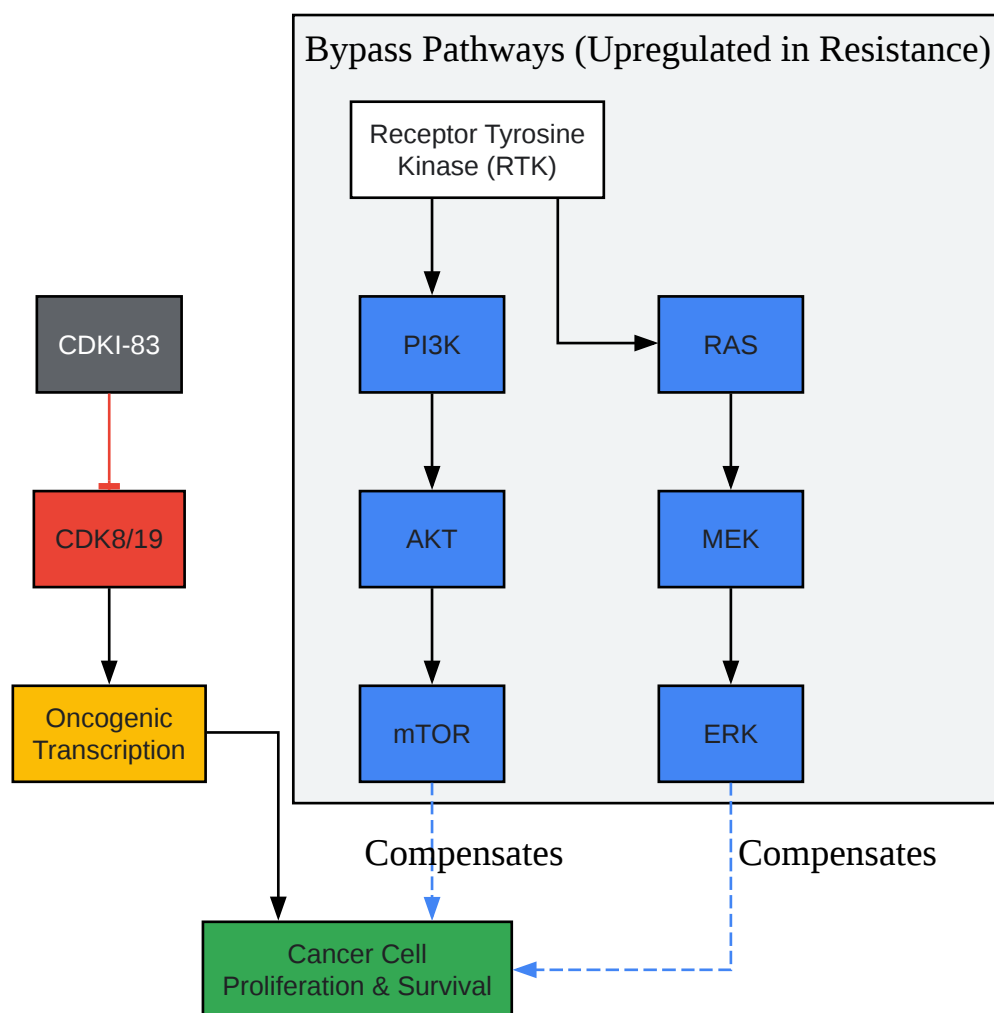 Bypass Pathways (Upregulated in Resistance)
Receptor Tyrosine
Kinase (RTK)
CDKI-83
PI3K
RAS
CDK8/19
AKT
MEK
Oncogenic
Transcription
mTOR
ERK
Compensates
Compensates
Cancer Cell
Proliferation & Survival